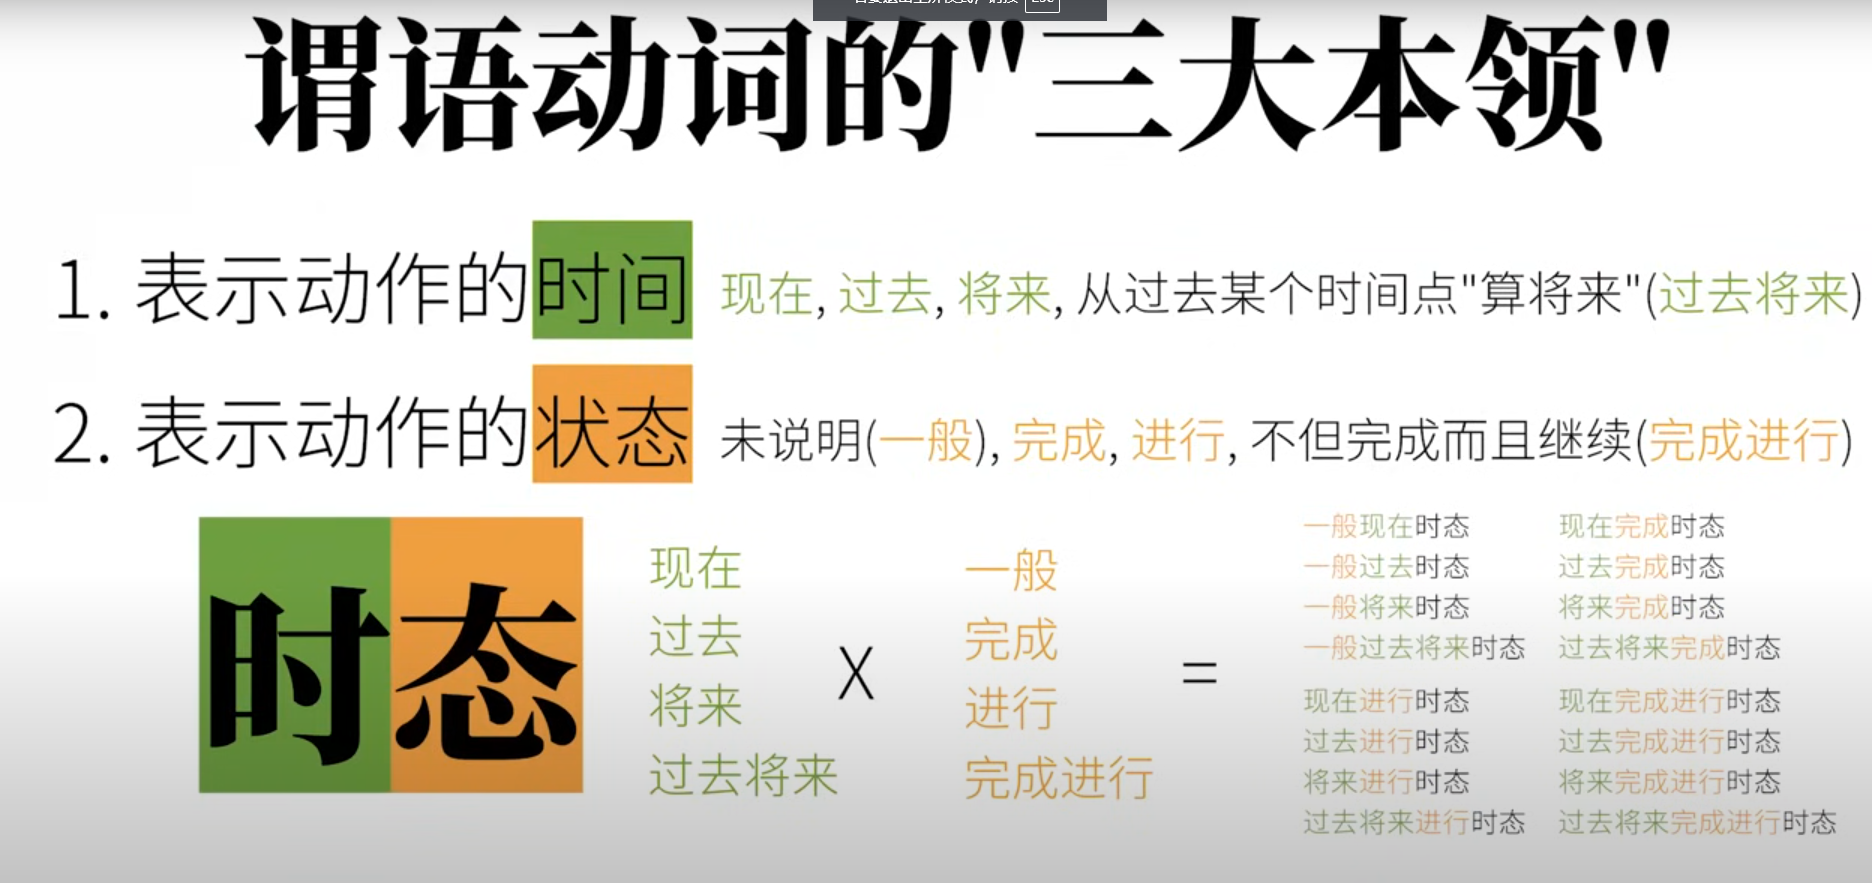 谓语动词的"三大本领"
1. 表示动作的时间 现在, 过去, 将来, 从过去某个时间点"算将来"(过去将来)
2. 表示动作的状态 未说明(一般), 完成, 进行, 不但完成而且继续(完成进行)
时态
现在
过去
将来
过去将来
X
一般
完成
进行
完成进行
=
一般现在时态
一般过去时态
一般将来时态
一般过去将来时态
现在完成时态
过去完成时态
将来完成时态
过去将来完成时态
现在进行时态
过去进行时态
将来进行时态
过去将来进行时态
现在完成进行时态
过去完成进行时态
将来完成进行时态
过去将来完成进行时态